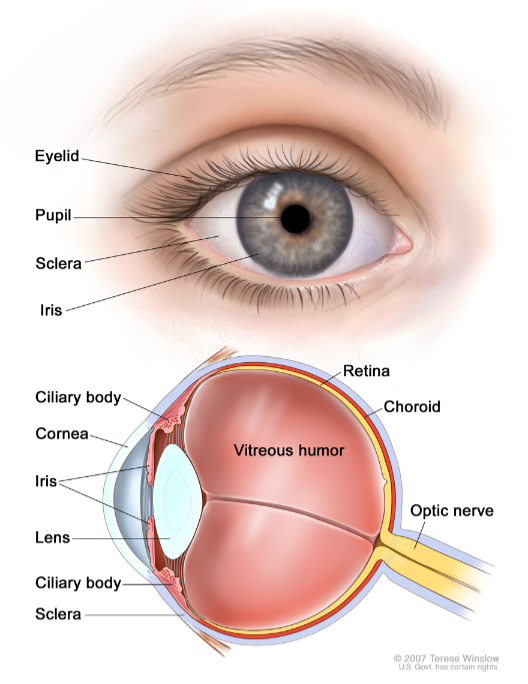 Eyelid
Pupil
Sclera
Iris
Retina
Ciliary body
Choroid
Cornea
Vitreous humor
Iris
Optic nerve
Lens
Ciliary body
Sclera
© 2007 Terese Winslow
U.S. Govt. has certain rights